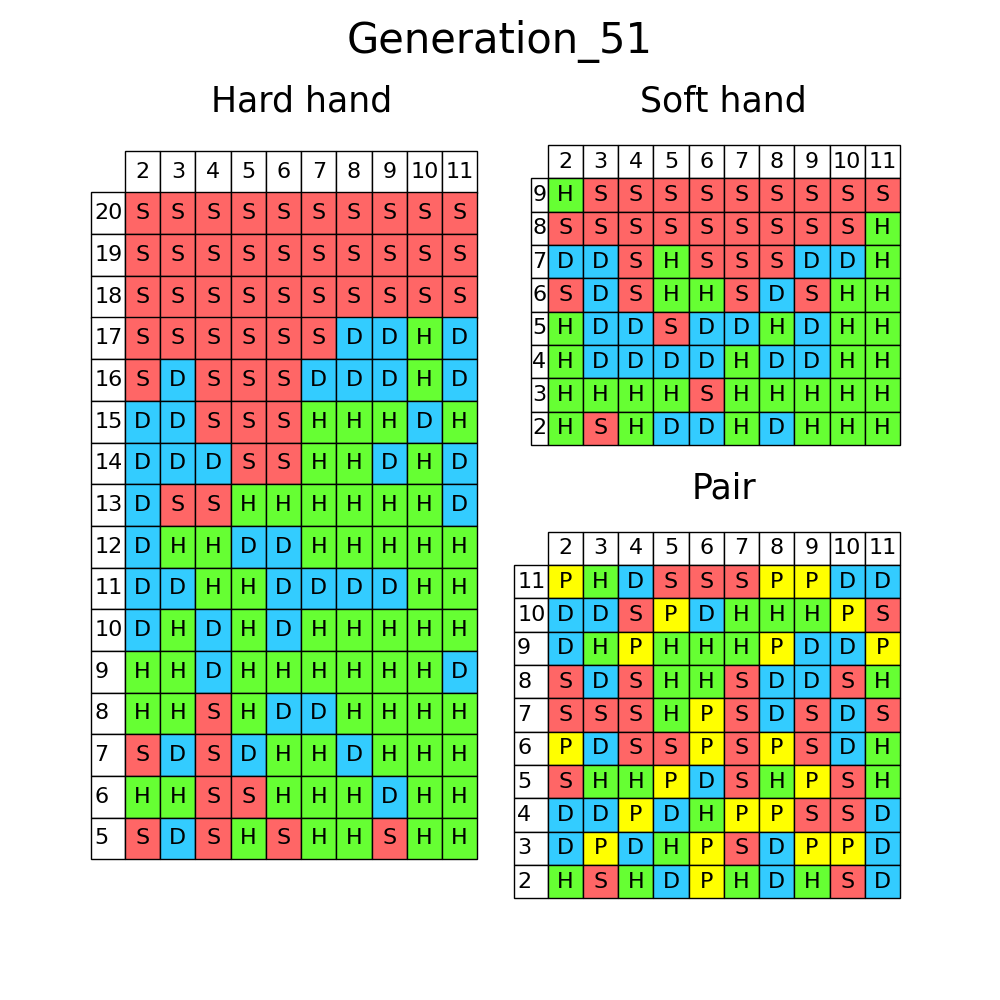 Generation_51
Hard hand
2 3 4 5 6 7 8 9 10 11
20 S S S S S S S S S S
19 S S S S S S S S S S
18 S S S S S S S S S S
17 S S S S S S D D H D
16 S D S S S D D D H D
15 D D S S S H H H D H
14 D D D S S H H D H D
13 D S S H H H H H H D
12 D H H D D H H H H H
11 D D H H D D D D H H
10 D H D H D H H H H H
9 H H D H H H H H H D
8 H H S H D D H H H H
7 S D S D H H D H H H
6 H H S S H H H D H H
5 S D S H S H H S H H
Soft hand
2 3 4 5 6 7 8 9 10 11
9 H S S S S S S S S S
8 S S S S S S S S S H
7 D D S H S S S D D H
6 S D S H H S D S H H
5 H D D S D D H D H H
4 H D D D D H D D H H
3 H H H H S H H H H H
2 H S H D D H D H H H
Pair
2 3 4 5 6 7 8 9 10 11
11 P H D S S S P P D D
10 D D S P D H H H P S
9 D H P H H H P D D P
8 S D S H H S D D S H
7 S S S H P S D S D S
6 P D S S P S P S D H
5 S H H P D S H P S H
4 D D P D H P P S S D
3 D P D H P S D P P D
2 H S H D P H D H S D